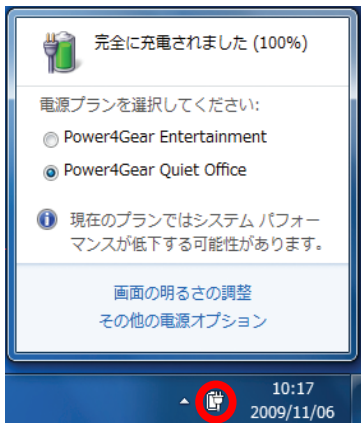 完全に充電されました (100%)
電源プランを選択してください:
Power4Gear Entertainment
Power4Gear Quiet Office
現在のプランではシステム パフォー
マンスが低下する可能性があります。
画面の明るさの調整
その他の電源オプション
10:17
2009/11/06